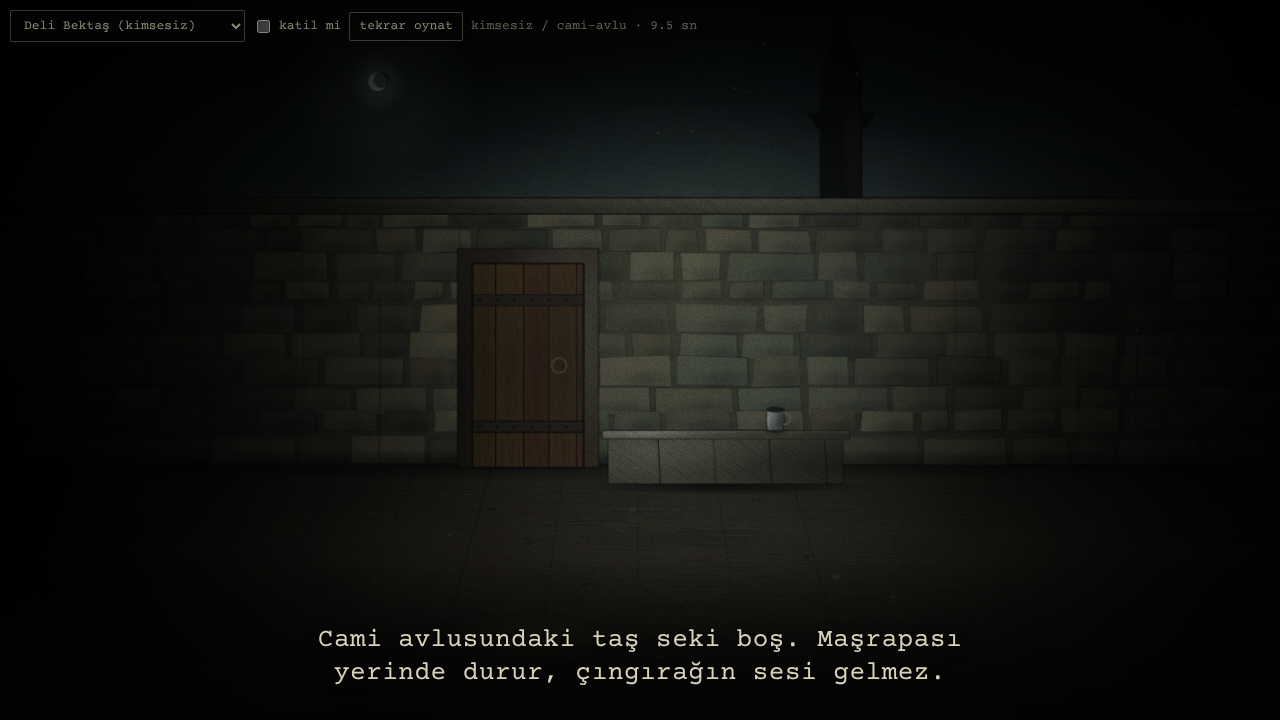 Deli Bektaş (kimsesiz) katil mi tekrar oynat kimsesiz / cami-avlu · 9.5 sn
Cami avlusundaki taş seki boş. Maşrapası
yerinde durur, çıngırağın sesi gelmez.